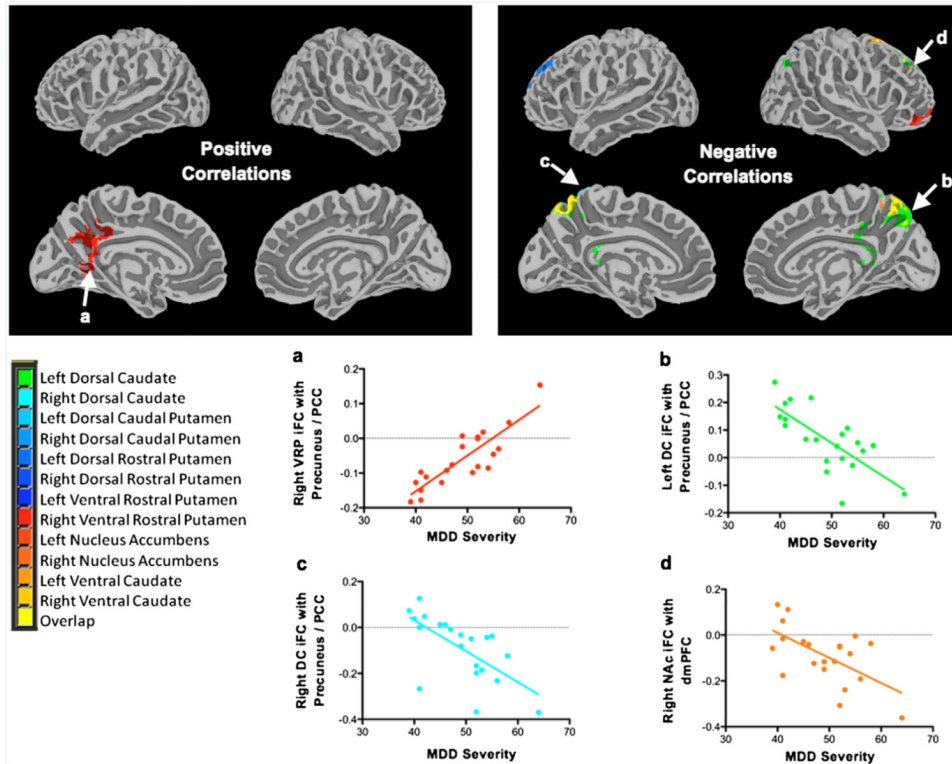 Positive
Correlations
a
Negative
Correlations
d
c
b
Left Dorsal Caudate
Right Dorsal Caudate
Left Dorsal Caudal Putamen
Right Dorsal Caudal Putamen
Left Dorsal Rostral Putamen
Right Dorsal Rostral Putamen
Left Ventral Rostral Putamen
Right Ventral Rostral Putamen
Left Nucleus Accumbens
Right Nucleus Accumbens
Left Ventral Caudate
Right Ventral Caudate
Overlap
a
Right VRP iFC with
Precuneus / PCC
0.2
0.1
0.0
-0.1
-0.2
30
40
50
60
70
MDD Severity
b
Left DC iFC with
Precuneus / PCC
0.3
0.2
0.1
0.0
-0.1
-0.2
30
40
50
60
70
MDD Severity
c
Right DC iFC with
Precuneus / PCC
0.2
0.0
-0.2
-0.4
30
40
50
60
70
MDD Severity
d
Right NAc iFC with
dmPFC
0.2
0.0
-0.2
-0.4
30
40
50
60
70
MDD Severity